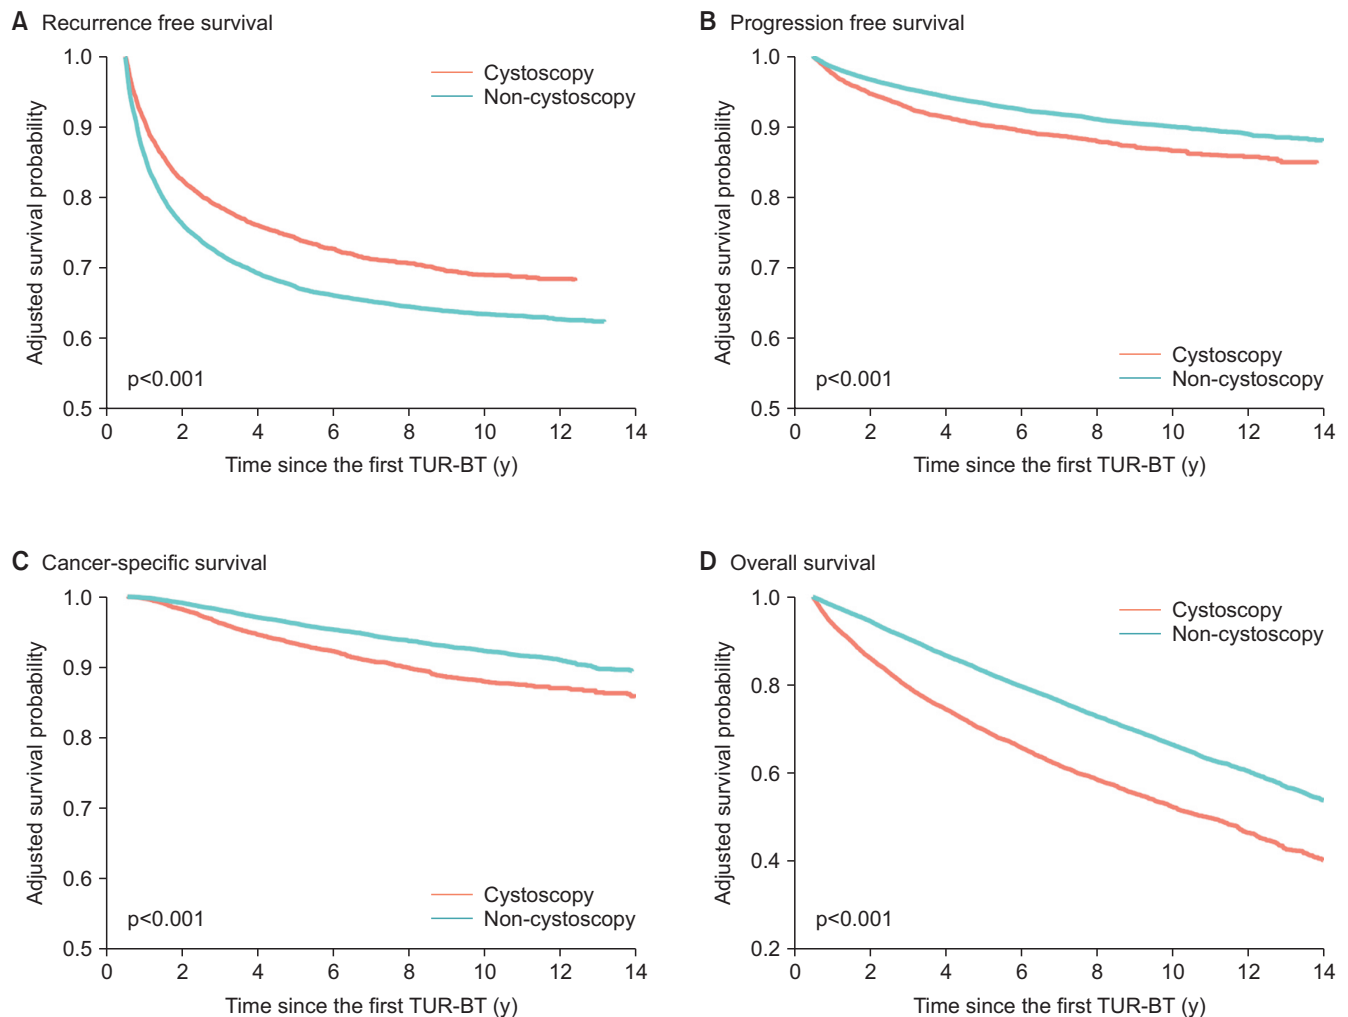 A Recurrence free survival
Adjusted survival probability
1.0
0.9
0.8
0.7
0.6
0.5
Cystoscopy
Non-cystoscopy
p<0.001
0 2 4 6 8 10 12 14
Time since the first TUR-BT (y)
B Progression free survival
Adjusted survival probability
1.0
0.9
0.8
0.7
0.6
0.5
Cystoscopy
Non-cystoscopy
p<0.001
0 2 4 6 8 10 12 14
Time since the first TUR-BT (y)
C Cancer-specific survival
Adjusted survival probability
1.0
0.9
0.8
0.7
0.6
0.5
Cystoscopy
Non-cystoscopy
p<0.001
0 2 4 6 8 10 12 14
Time since the first TUR-BT (y)
D Overall survival
Adjusted survival probability
1.0
0.8
0.6
0.4
0.2
Cystoscopy
Non-cystoscopy
p<0.001
0 2 4 6 8 10 12 14
Time since the first TUR-BT (y)